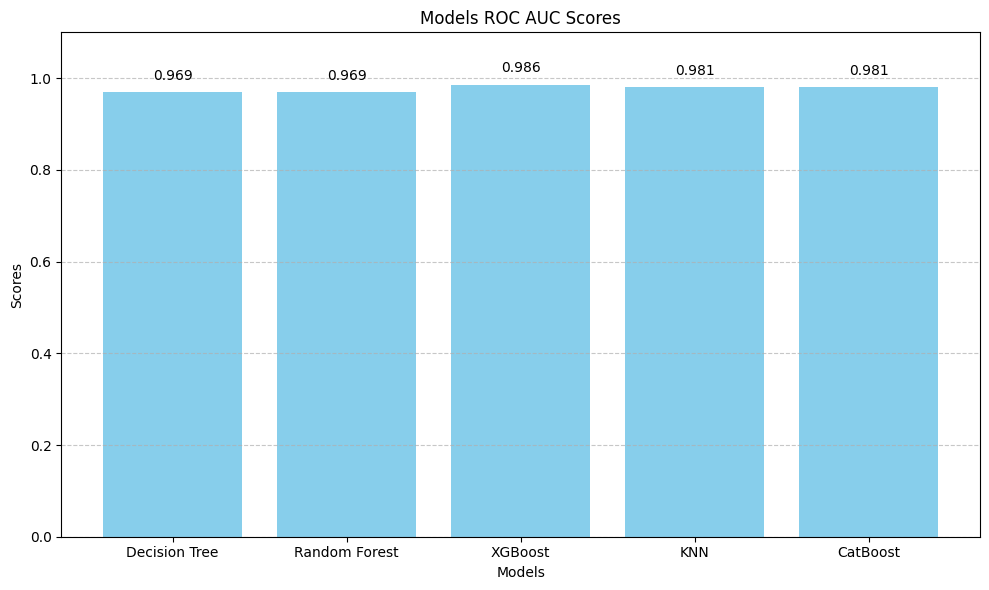 Models ROC AUC Scores
0.969 0.969 0.986 0.981 0.981
1.0
0.8
0.6
0.4
0.2
0.0
Scores
Decision Tree Random Forest XGBoost KNN CatBoost
Models